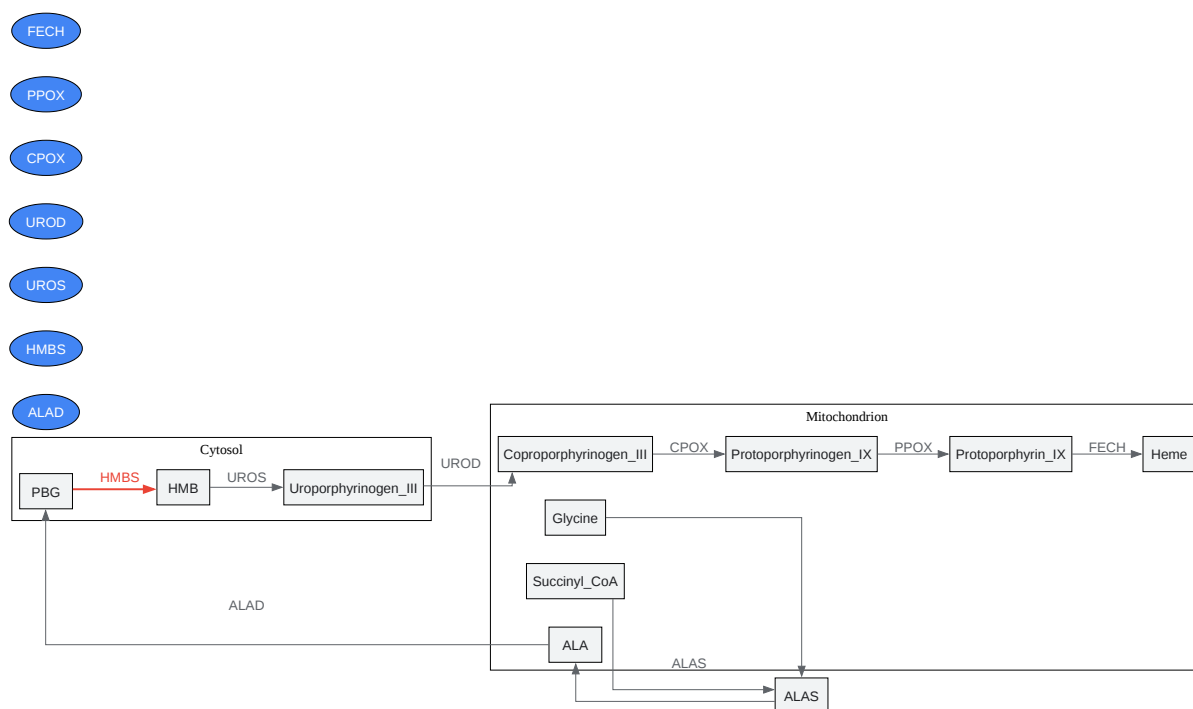 FECH
PPOX
CPOX
UROD
UROS
HMBS
ALAD
Cytosol
PBG
HMBS
HMB
UROS
Uroporphyrinogen_III
UROD
Mitochondrion
Coproporphyrinogen_III
CPOX
Protoporphyrinogen_IX
PPOX
Protoporphyrin_IX
FECH
Heme
Glycine
Succinyl_CoA
ALAD
ALA
ALAS
ALAS